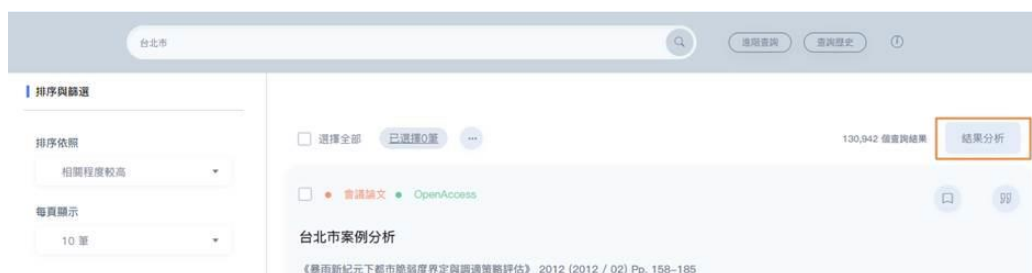 台北市
進階查詢 查詢歷史
排序與篩選
選擇全部 已選擇0筆 ...
130,942 個查詢結果 結果分析
排序依照
相關程度較高
會議論文 OpenAccess
每頁顯示
10 筆
台北市案例分析
《暴雨新紀元下都市脆弱度界定與調適策略評估》 2012 (2012 / 02) Pp. 158–185